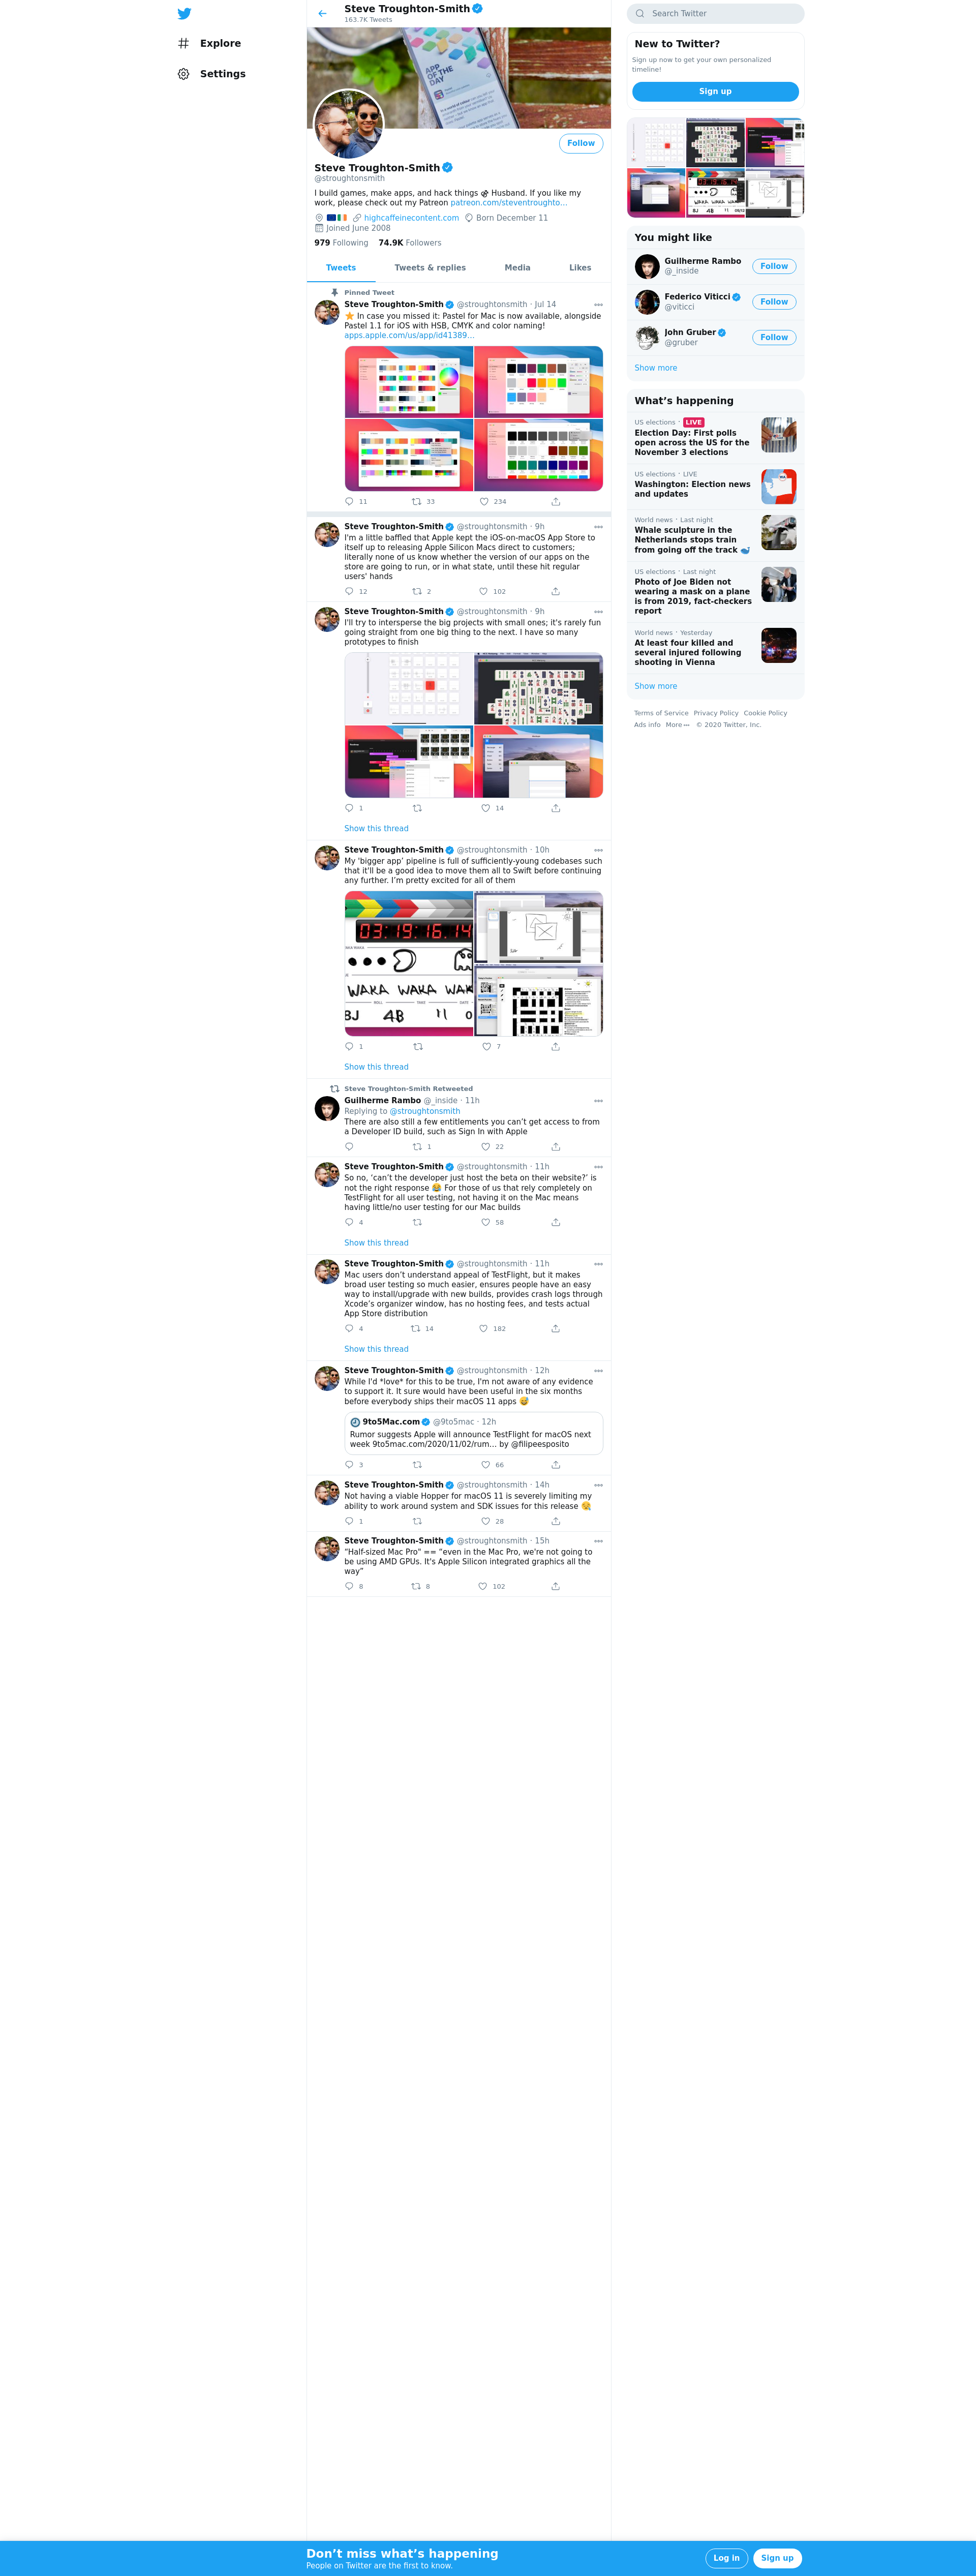 Explore
Settings
Steve Troughton-Smith
163.7K Tweets
APP
OF THE
DAY
Follow
Steve Troughton-Smith
@stroughtonsmith
I build games, make apps, and hack things Husband. If you like my
work, please check out my Patreon patreon.com/steventroughto…
highcaffeinecontent.com Born December 11
Joined June 2008
979 Following 74.9K Followers
Tweets Tweets & replies Media Likes
Pinned Tweet
Steve Troughton-Smith @stroughtonsmith · Jul 14
⭐ In case you missed it: Pastel for Mac is now available, alongside
Pastel 1.1 for iOS with HSB, CMYK and color naming!
apps.apple.com/us/app/id41389…
11 33 234
Steve Troughton-Smith @stroughtonsmith · 9h
I'm a little baffled that Apple kept the iOS-on-macOS App Store to
itself up to releasing Apple Silicon Macs direct to customers;
literally none of us know whether the version of our apps on the
store are going to run, or in what state, until these hit regular
users' hands
12 2 102
Steve Troughton-Smith @stroughtonsmith · 9h
I'll try to intersperse the big projects with small ones; it's rarely fun
going straight from one big thing to the next. I have so many
prototypes to finish
1 14
Show this thread
Steve Troughton-Smith @stroughtonsmith · 10h
My ‘bigger app’ pipeline is full of sufficiently-young codebases such
that it'll be a good idea to move them all to Swift before continuing
any further. I’m pretty excited for all of them
03:19:16.14
WAKA WAKA WAK
ROLL TAKE DATE
BJ 4B 11 0
1 7
Show this thread
Steve Troughton-Smith Retweeted
Guilherme Rambo @_inside · 11h
Replying to @stroughtonsmith
There are also still a few entitlements you can’t get access to from
a Developer ID build, such as Sign In with Apple
1 22
Steve Troughton-Smith @stroughtonsmith · 11h
So no, ‘can’t the developer just host the beta on their website?’ is
not the right response 😂 For those of us that rely completely on
TestFlight for all user testing, not having it on the Mac means
having little/no user testing for our Mac builds
4 58
Show this thread
Steve Troughton-Smith @stroughtonsmith · 11h
Mac users don’t understand appeal of TestFlight, but it makes
broad user testing so much easier, ensures people have an easy
way to install/upgrade with new builds, provides crash logs through
Xcode’s organizer window, has no hosting fees, and tests actual
App Store distribution
4 14 182
Show this thread
Steve Troughton-Smith @stroughtonsmith · 12h
While I'd *love* for this to be true, I'm not aware of any evidence
to support it. It sure would have been useful in the six months
before everybody ships their macOS 11 apps 😅
9to5Mac.com @9to5mac · 12h
Rumor suggests Apple will announce TestFlight for macOS next
week 9to5mac.com/2020/11/02/rum… by @filipeesposito
3 66
Steve Troughton-Smith @stroughtonsmith · 14h
Not having a viable Hopper for macOS 11 is severely limiting my
ability to work around system and SDK issues for this release
1 28
Steve Troughton-Smith @stroughtonsmith · 15h
"Half-sized Mac Pro" == “even in the Mac Pro, we're not going to
be using AMD GPUs. It's Apple Silicon integrated graphics all the
way”
8 8 102
Search Twitter
New to Twitter?
Sign up now to get your own personalized
timeline!
Sign up
You might like
Guilherme Rambo
@_inside
Follow
Federico Viticci
@viticci
Follow
John Gruber
@gruber
Follow
Show more
What’s happening
US elections · LIVE
Election Day: First polls
open across the US for the
November 3 elections
US elections · LIVE
Washington: Election news
and updates
World news · Last night
Whale sculpture in the
Netherlands stops train
from going off the track 🐋
US elections · Last night
Photo of Joe Biden not
wearing a mask on a plane
is from 2019, fact-checkers
report
World news · Yesterday
At least four killed and
several injured following
shooting in Vienna
Show more
Terms of Service Privacy Policy Cookie Policy
Ads info More © 2020 Twitter, Inc.
Don’t miss what’s happening
People on Twitter are the first to know.
Log in Sign up